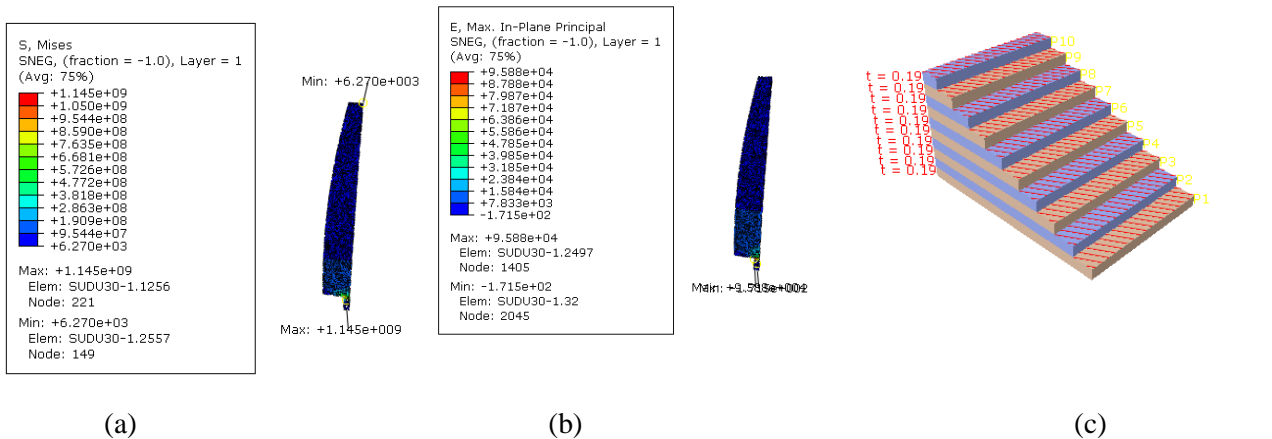 S, Mises
SNEG, (fraction = -1.0), Layer = 1
(Avg: 75%)
+1.145e+09
+1.050e+09
+9.544e+08
+8.590e+08
+7.635e+08
+6.681e+08
+5.726e+08
+4.772e+08
+3.818e+08
+2.863e+08
+1.909e+08
+9.544e+07
+6.270e+03
Max: +1.145e+09
Elem: SUDU30-1.1256
Node: 221
Min: +6.270e+03
Elem: SUDU30-1.2557
Node: 149
Min: +6.270e+003
Max: +1.145e+009
E, Max. In-Plane Principal
SNEG, (fraction = -1.0), Layer = 1
(Avg: 75%)
+9.588e+04
+8.788e+04
+7.987e+04
+7.187e+04
+6.386e+04
+5.586e+04
+4.785e+04
+3.985e+04
+3.185e+04
+2.384e+04
+1.584e+04
+7.833e+03
-1.715e+02
Max: +9.588e+04
Elem: SUDU30-1.2497
Node: 1405
Min: -1.715e+02
Elem: SUDU30-1.32
Node: 2045
P10
P9
P8
P7
P6
P5
P4
P3
P2
P1
t = 0.19
t = 0.19
t = 0.19
t = 0.19
t = 0.19
t = 0.19
t = 0.19
t = 0.19
t = 0.19
t = 0.19
(a) (b) (c)